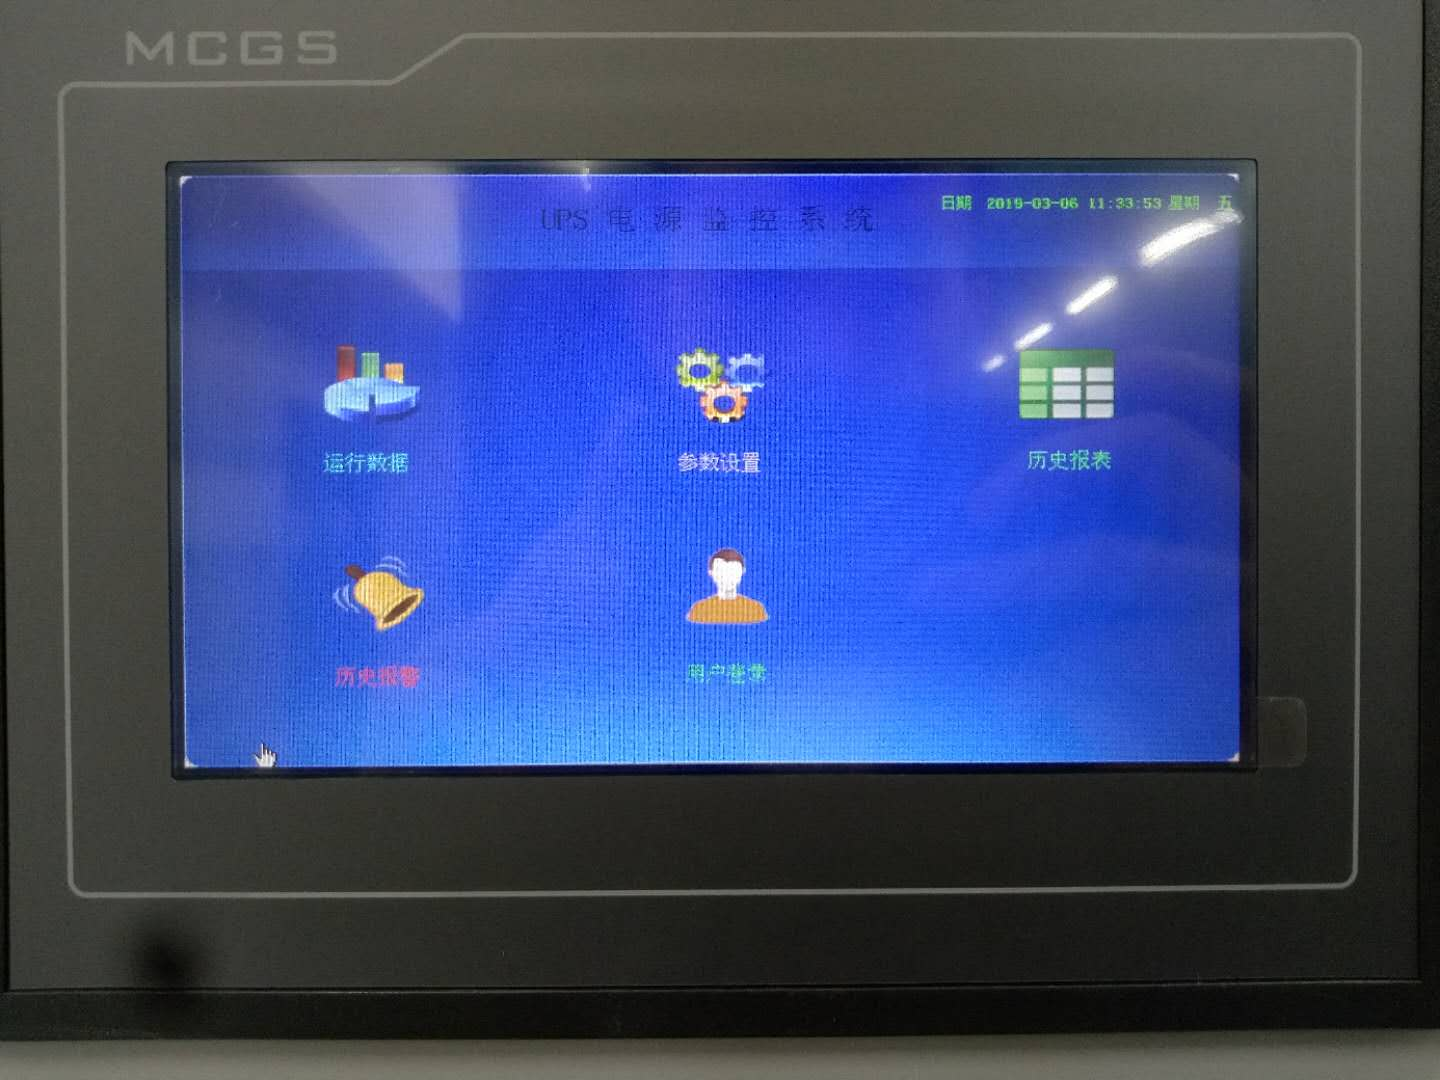 MCGS
日期 2019-03-06 11:33:53 星期 五
UPS 电 源 监 控 系 统
运行数据
参数设置
历史报表
历史报警
用户登录